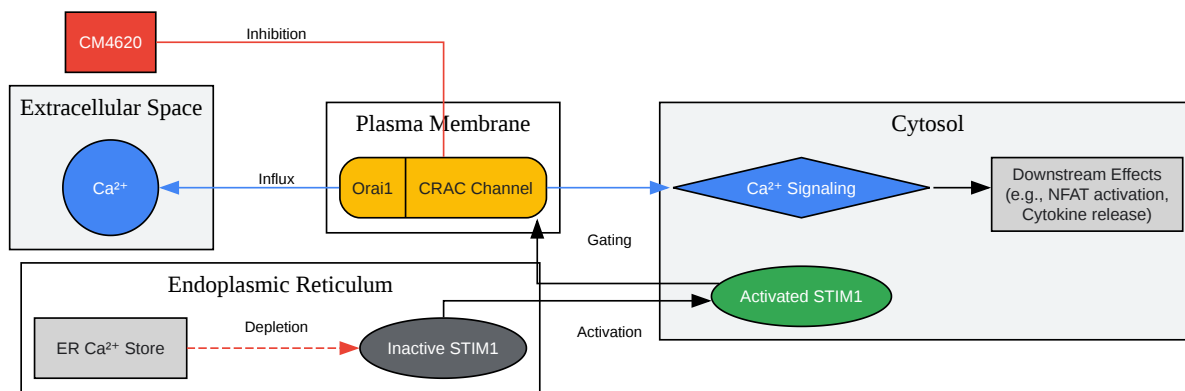 CM4620
Inhibition
Extracellular Space
Plasma Membrane
Cytosol
Ca²⁺
Influx
Orai1
CRAC Channel
Ca²⁺ Signaling
Downstream Effects
(e.g., NFAT activation,
Cytokine release)
Gating
Endoplasmic Reticulum
Activated STIM1
Depletion
Activation
ER Ca²⁺ Store
Inactive STIM1